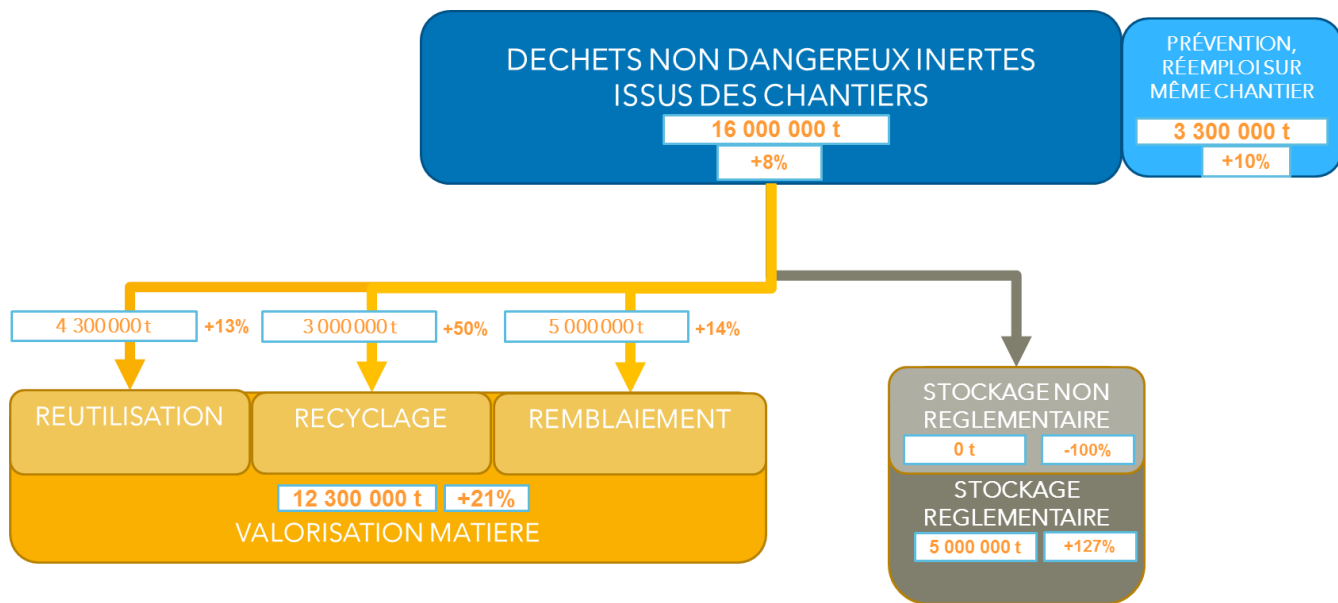 DECHETS NON DANGEREUX INERTES
ISSUS DES CHANTIERS
16 000 000 t
+8%
PRÉVENTION,
RÉEMPLOI SUR
MÊME CHANTIER
3 300 000 t
+10%
4 300 000 t +13%
3 000 000 t +50%
5 000 000 t +14%
REUTILISATION
RECYCLAGE
REMBLAIEMENT
12 300 000 t +21%
VALORISATION MATIERE
STOCKAGE NON
REGLEMENTAIRE
0 t -100%
STOCKAGE
REGLEMENTAIRE
5 000 000 t +127%